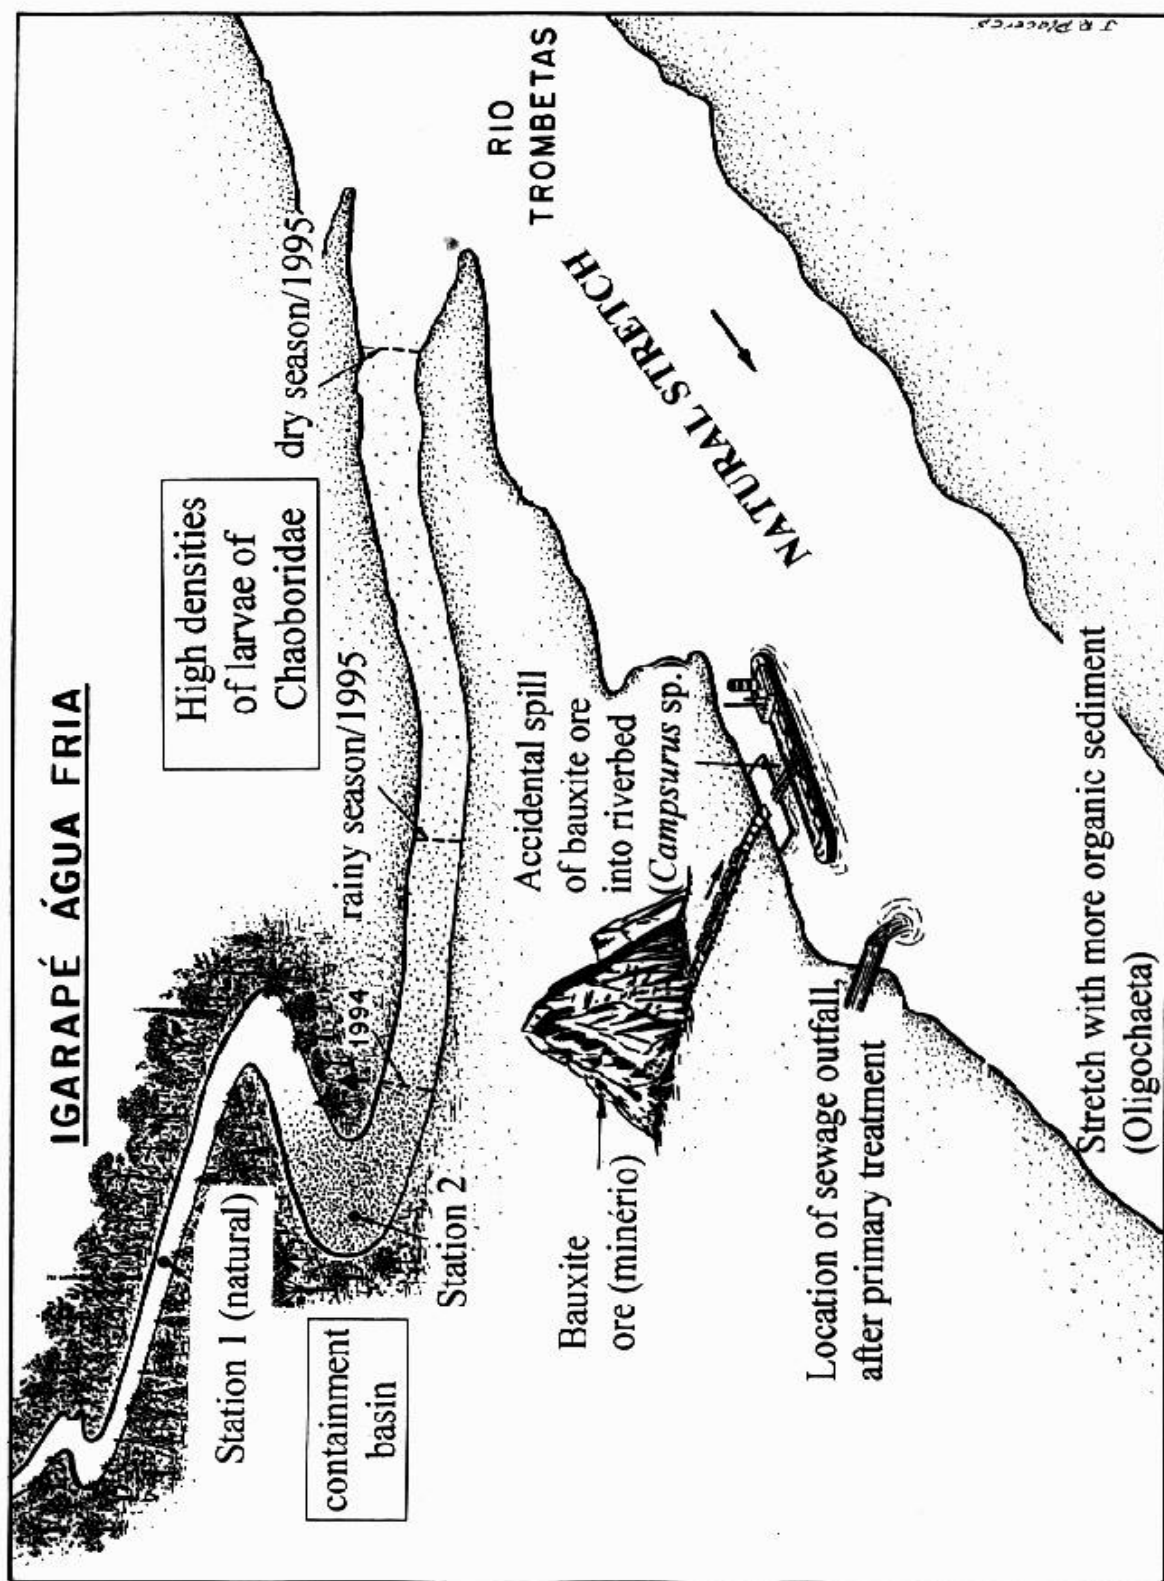 IGARAPÉ ÁGUA FRIA
Station 1 (natural)
containment
basin
Station 2
1994
rainy season/1995
High densities
of larvae of
Chaoboridae
dry season/1995
RIO
TROMBETAS
NATURAL STRETCH
Accidental spill
of bauxite ore
into riverbed
(Campsurus sp.)
Bauxite
ore (minério)
Location of sewage outfall,
after primary treatment
Stretch with more organic sediment
(Oligochaeta)